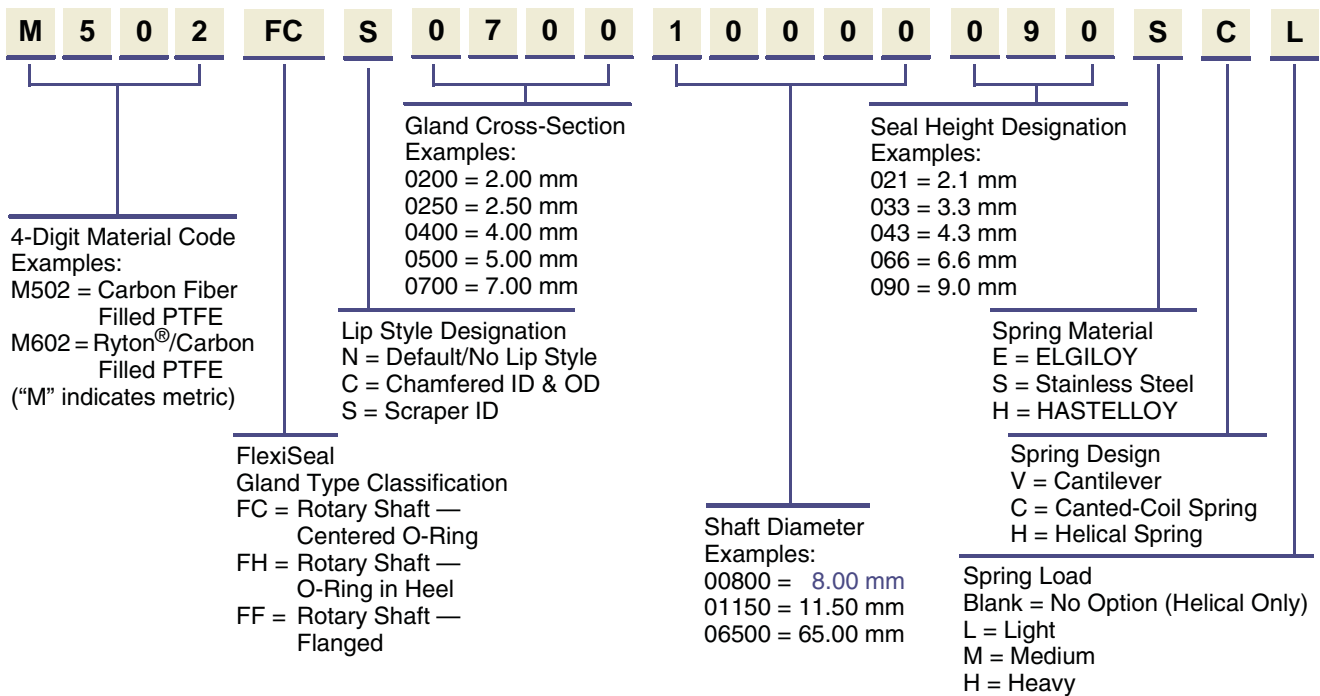 M 5 0 2 FC S 0 7 0 0 1 0 0 0 0 0 9 0 S C L
Gland Cross-Section
Examples:
0200 = 2.00 mm
0250 = 2.50 mm
0400 = 4.00 mm
0500 = 5.00 mm
0700 = 7.00 mm
Seal Height Designation
Examples:
021 = 2.1 mm
033 = 3.3 mm
043 = 4.3 mm
066 = 6.6 mm
090 = 9.0 mm
4-Digit Material Code
Examples:
M502 = Carbon Fiber
Filled PTFE
M602 = Ryton®/Carbon
Filled PTFE
(“M” indicates metric)
Lip Style Designation
N = Default/No Lip Style
C = Chamfered ID & OD
S = Scraper ID
Spring Material
E = ELGILOY
S = Stainless Steel
H = HASTELLOY
FlexiSeal
Gland Type Classification
FC = Rotary Shaft —
Centered O-Ring
FH = Rotary Shaft —
O-Ring in Heel
FF = Rotary Shaft —
Flanged
Spring Design
V = Cantilever
C = Canted-Coil Spring
H = Helical Spring
Shaft Diameter
Examples:
00800 = 8.00 mm
01150 = 11.50 mm
06500 = 65.00 mm
Spring Load
Blank = No Option (Helical Only)
L = Light
M = Medium
H = Heavy